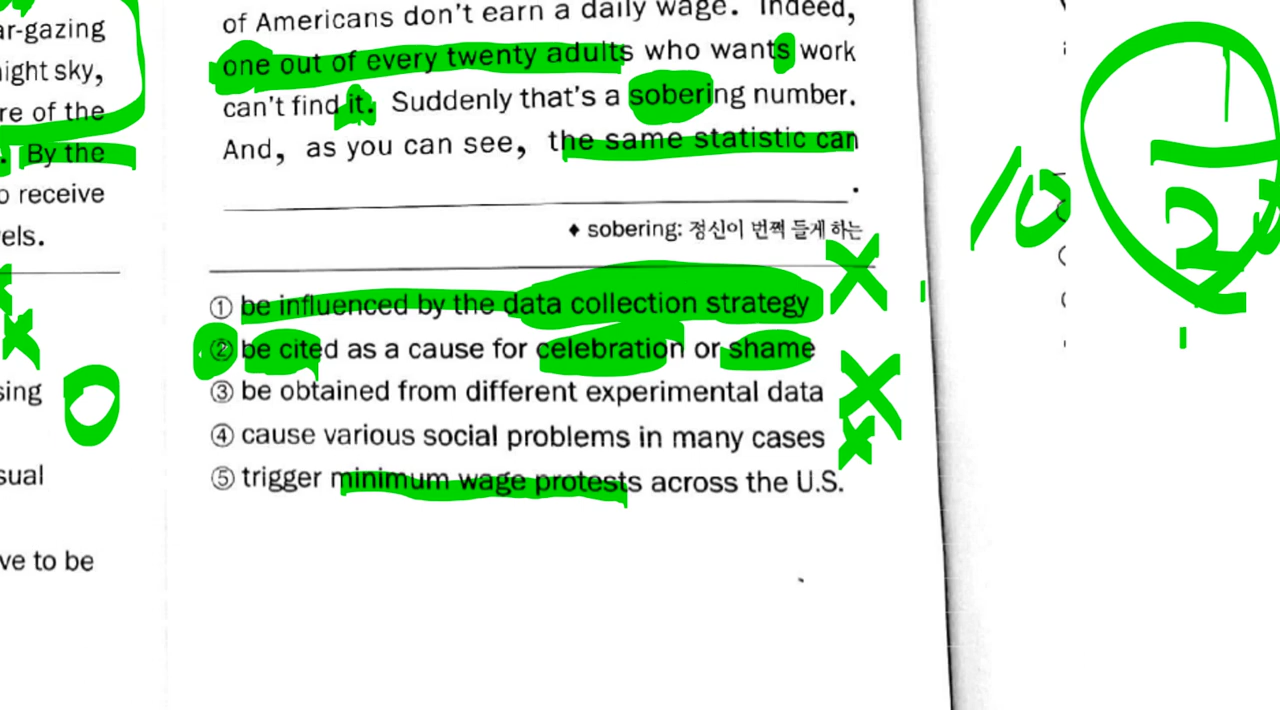 ar-gazing
ight sky,
re of the
. By the
o receive
els.
sing
sual
ve to be
of Americans don't earn a daily wage. Indeed,
one out of every twenty adults who wants work
can't find it. Suddenly that's a sobering number.
And, as you can see, the same statistic can
.
♦ sobering: 정신이 번쩍 들게 하는
① be influenced by the data collection strategy
② be cited as a cause for celebration or shame
③ be obtained from different experimental data
④ cause various social problems in many cases
⑤ trigger minimum wage protests across the U.S.
10